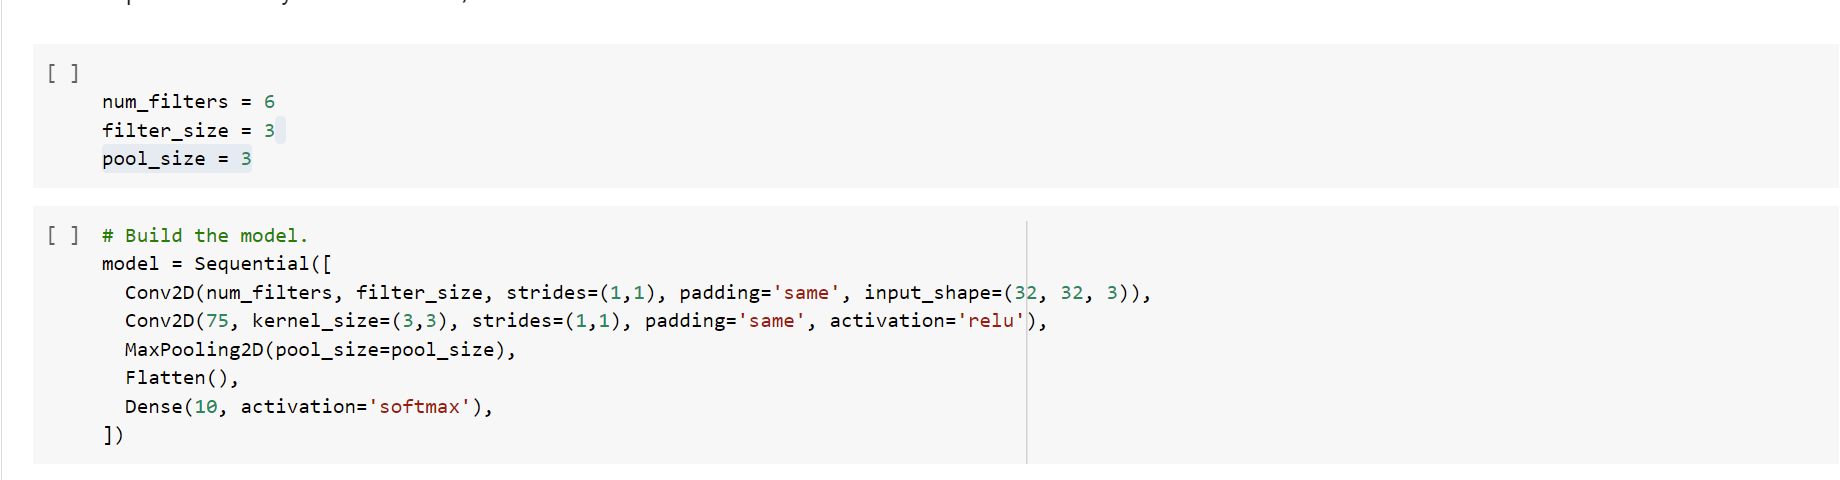 [ ]
num_filters = 6
filter_size = 3
pool_size = 3
[ ] # Build the model.
model = Sequential([
  Conv2D(num_filters, filter_size, strides=(1,1), padding='same', input_shape=(32, 32, 3)),
  Conv2D(75, kernel_size=(3,3), strides=(1,1), padding='same', activation='relu'),
  MaxPooling2D(pool_size=pool_size),
  Flatten(),
  Dense(10, activation='softmax'),
])